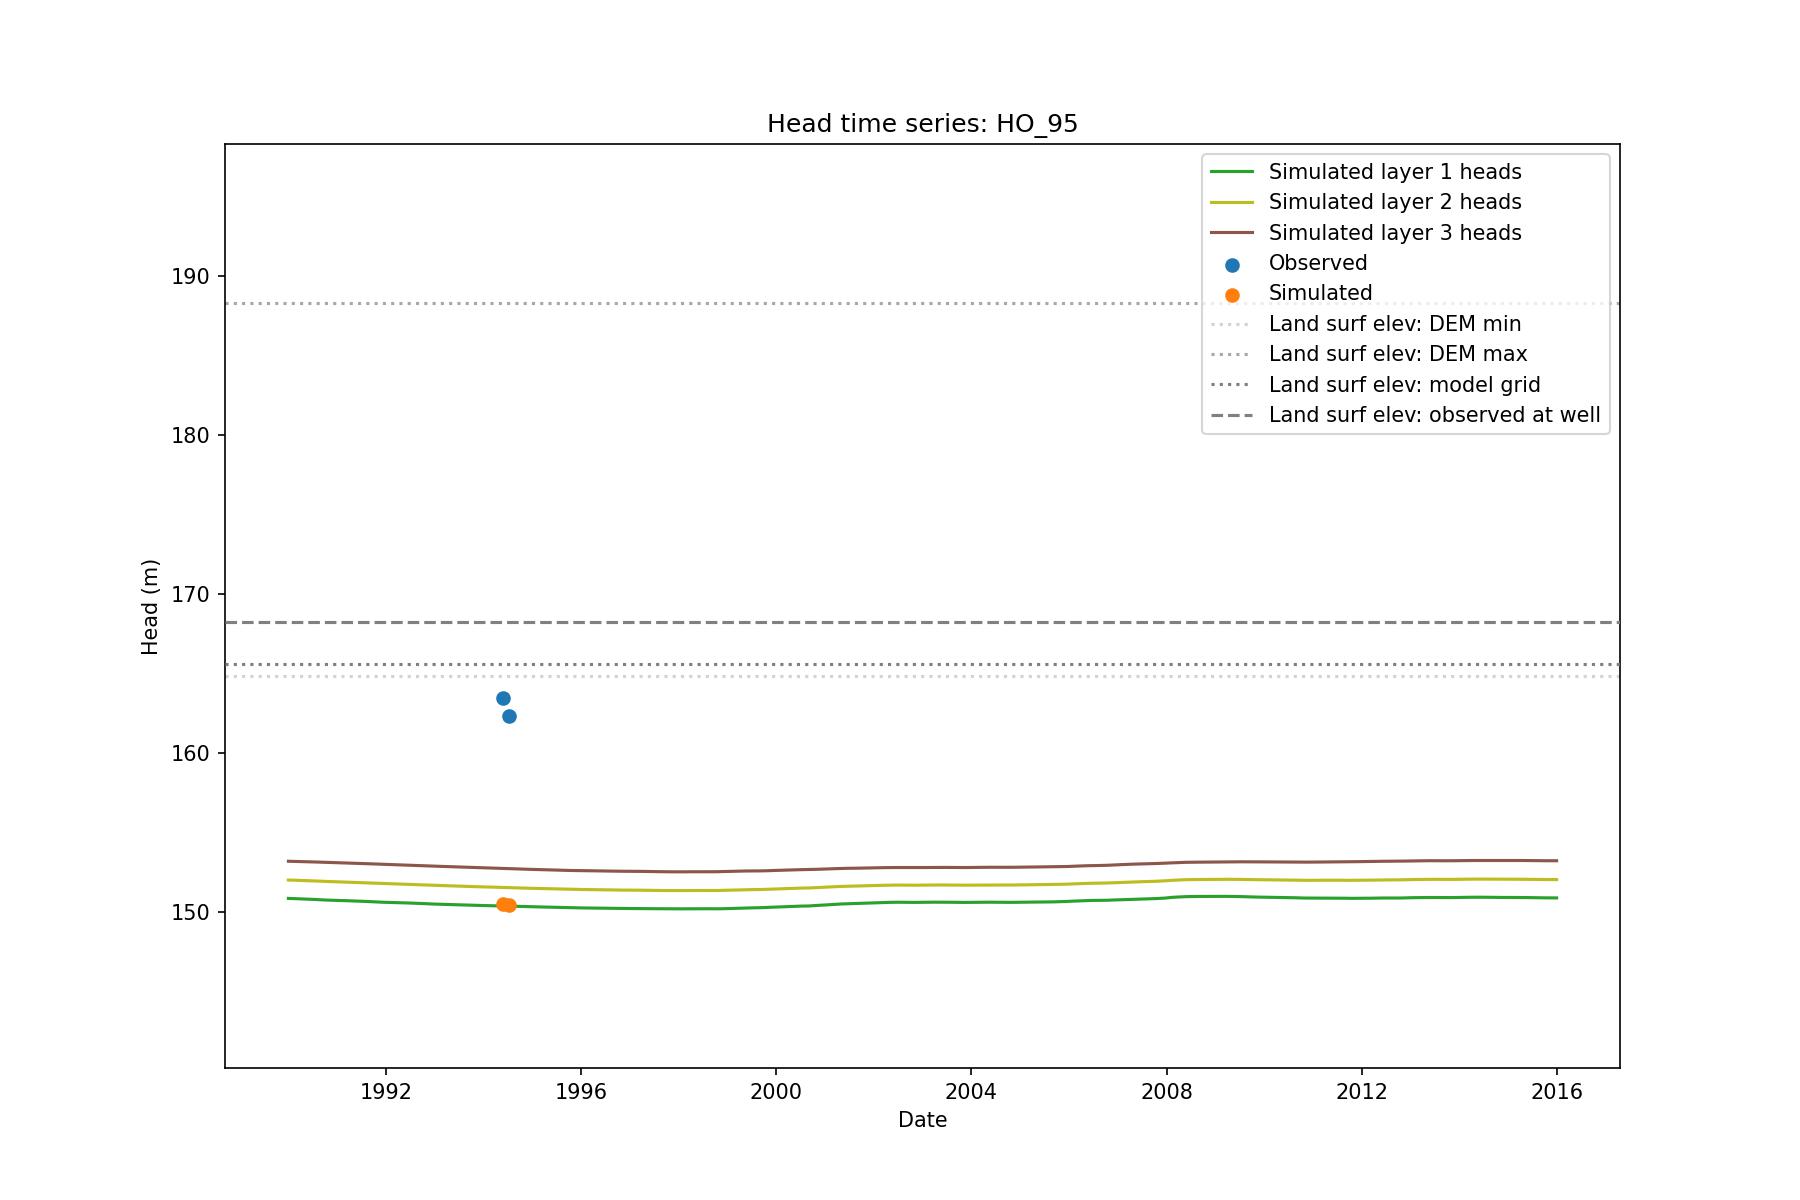 Head time series: HO_95
Simulated layer 1 heads
Simulated layer 2 heads
Simulated layer 3 heads
Observed
Simulated
Land surf elev: DEM min
Land surf elev: DEM max
Land surf elev: model grid
Land surf elev: observed at well
190
180
170
160
150
Head (m)
1992 1996 2000 2004 2008 2012 2016
Date